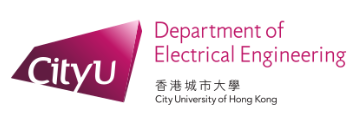 CityU
Department of
Electrical Engineering
香港城市大學
City University of Hong Kong